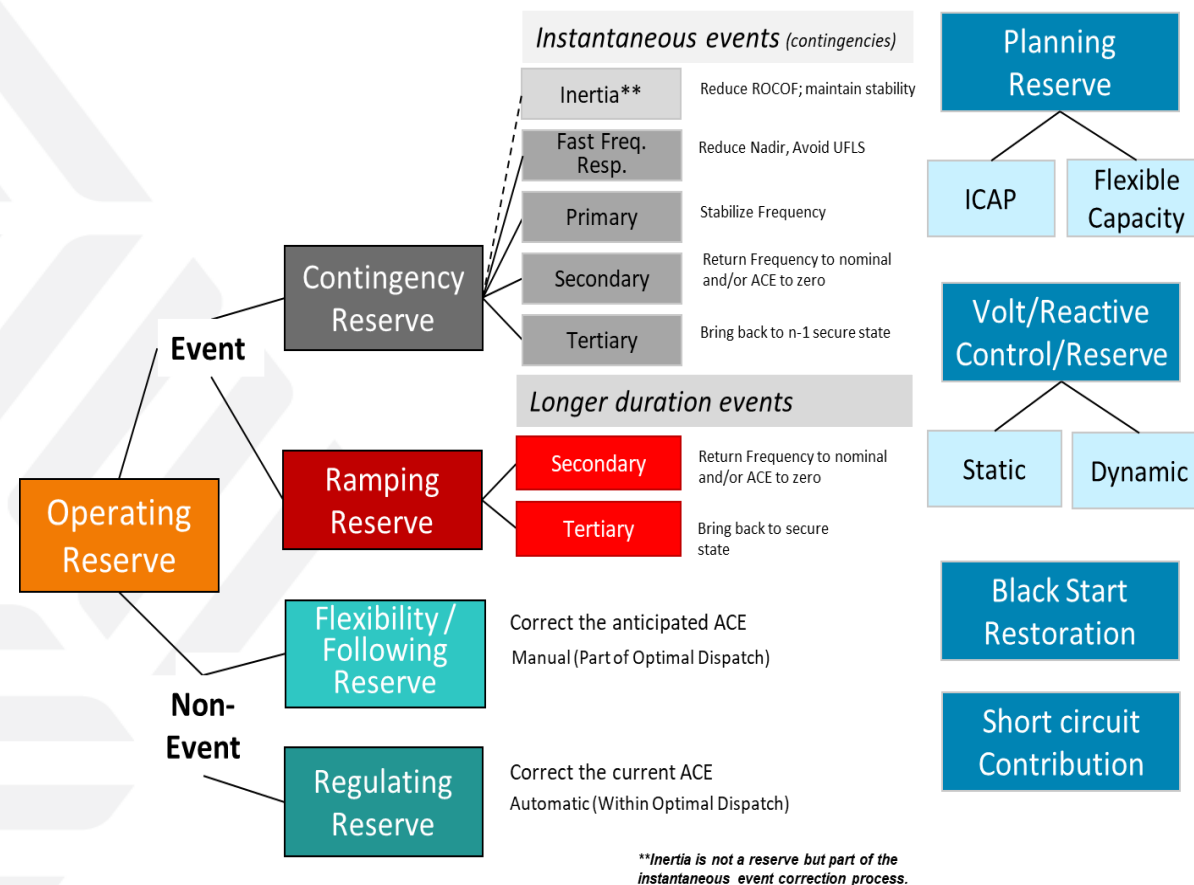 Instantaneous events (contingencies)
Inertia**
Reduce ROCOF; maintain stability
Fast Freq.
Resp.
Reduce Nadir, Avoid UFLS
Primary
Stabilize Frequency
Secondary
Return Frequency to nominal
and/or ACE to zero
Tertiary
Bring back to n-1 secure state
Contingency
Reserve
Event
Longer duration events
Secondary
Return Frequency to nominal
and/or ACE to zero
Tertiary
Bring back to secure
state
Ramping
Reserve
Operating
Reserve
Flexibility /
Following
Reserve
Correct the anticipated ACE
Manual (Part of Optimal Dispatch)
Non-
Event
Regulating
Reserve
Correct the current ACE
Automatic (Within Optimal Dispatch)
**Inertia is not a reserve but part of the
instantaneous event correction process.
Planning
Reserve
ICAP
Flexible
Capacity
Volt/Reactive
Control/Reserve
Static
Dynamic
Black Start
Restoration
Short circuit
Contribution